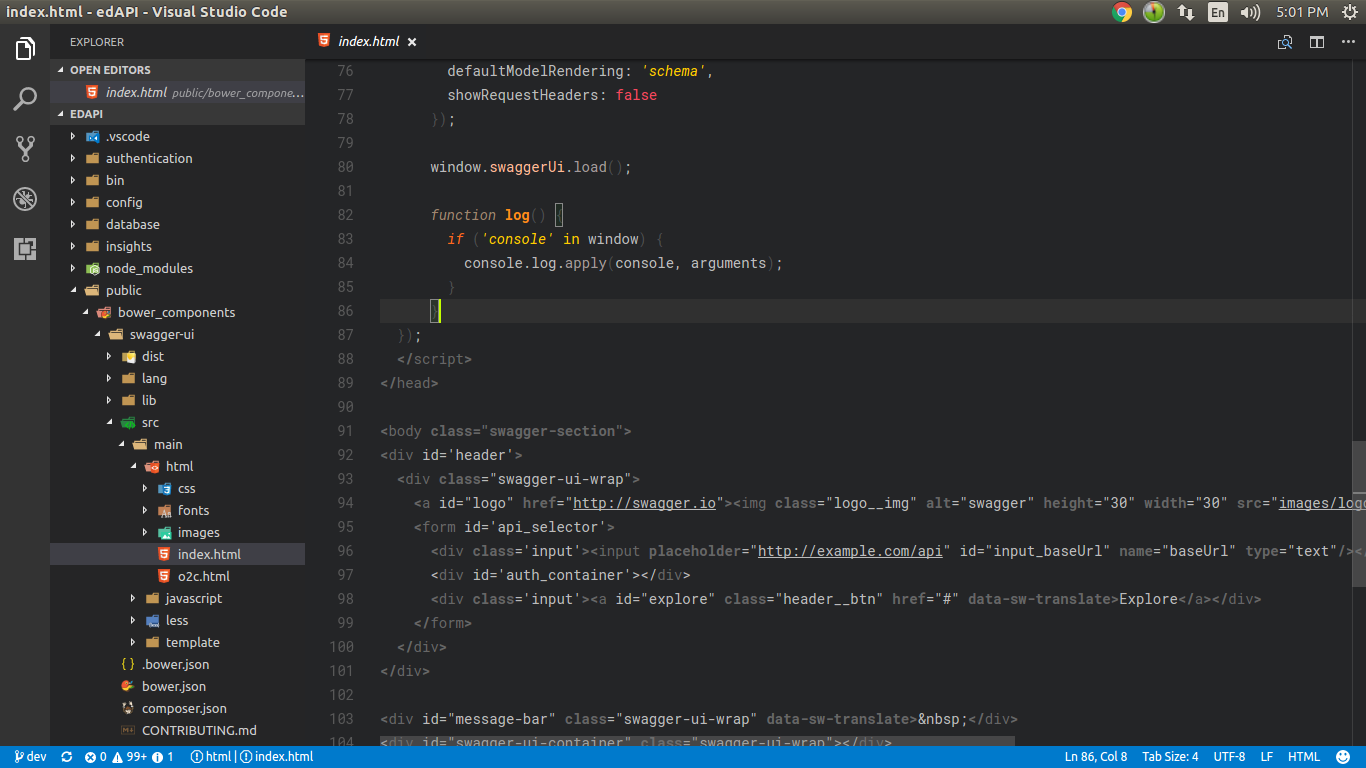 index.html - edAPI - Visual Studio Code
En
5:01 PM
EXPLORER
OPEN EDITORS
index.html public/bower_compone...
EDAPI
.vscode
authentication
bin
config
database
insights
node_modules
public
bower_components
swagger-ui
dist
lang
lib
src
main
html
css
fonts
images
index.html
o2c.html
javascript
less
template
.bower.json
bower.json
composer.json
CONTRIBUTING.md
index.html
76 defaultModelRendering: 'schema',
77 showRequestHeaders: false
78 });
79
80 window.swaggerUi.load();
81
82 function log() {
83 if ('console' in window) {
84 console.log.apply(console, arguments);
85 }
86 }
87 });
88 </script>
89 </head>
90
91 <body class="swagger-section">
92 <div id='header'>
93 <div class="swagger-ui-wrap">
94 <a id="logo" href="http://swagger.io"><img class="logo__img" alt="swagger" height="30" width="30" src="images/logo
95 <form id='api_selector'>
96 <div class='input'><input placeholder="http://example.com/api" id="input_baseUrl" name="baseUrl" type="text"/></
97 <div id='auth_container'></div>
98 <div class='input'><a id="explore" class="header__btn" href="#" data-sw-translate>Explore</a></div>
99 </form>
100 </div>
101 </div>
102
103 <div id="message-bar" class="swagger-ui-wrap" data-sw-translate>&nbsp;</div>
104 <div id="swagger-ui-container" class="swagger-ui-wrap"></div>
dev 0 99+ 1 html | index.html
Ln 86, Col 8 Tab Size: 4 UTF-8 LF HTML